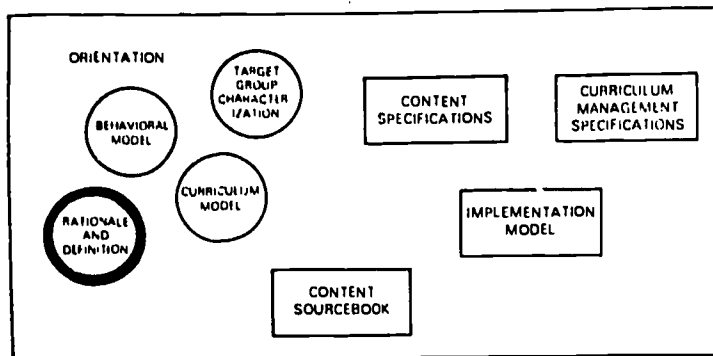 ORIENTATION
TARGET
GROUP
CHARACTER
IZATION
BEHAVIORAL
MODEL
CONTENT
SPECIFICATIONS
CURRICULUM
MANAGEMENT
SPECIFICATIONS
CURRICULUM
MODEL
RATIONALE
AND
DEFINITION
IMPLEMENTATION
MODEL
CONTENT
SOURCEBOOK